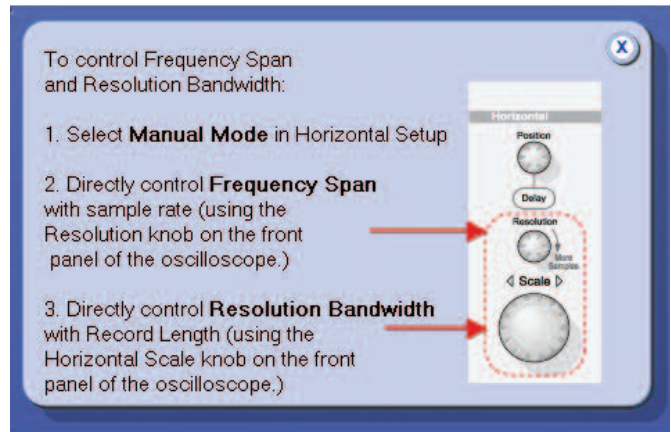 To control Frequency Span
and Resolution Bandwidth:
X
1. Select Manual Mode in Horizontal Setup
2. Directly control Frequency Span
with sample rate (using the
Resolution knob on the front
panel of the oscilloscope.)
3. Directly control Resolution Bandwidth
with Record Length (using the
Horizontal Scale knob on the front
panel of the oscilloscope.)
Horizontal
Position
Delay
Resolution
More
Samples
Scale